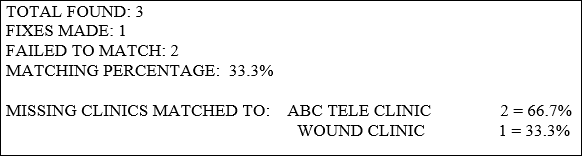 TOTAL FOUND: 3
FIXES MADE: 1
FAILED TO MATCH: 2
MATCHING PERCENTAGE: 33.3%
MISSING CLINICS MATCHED TO: ABC TELE CLINIC 2 = 66.7%
WOUND CLINIC 1 = 33.3%